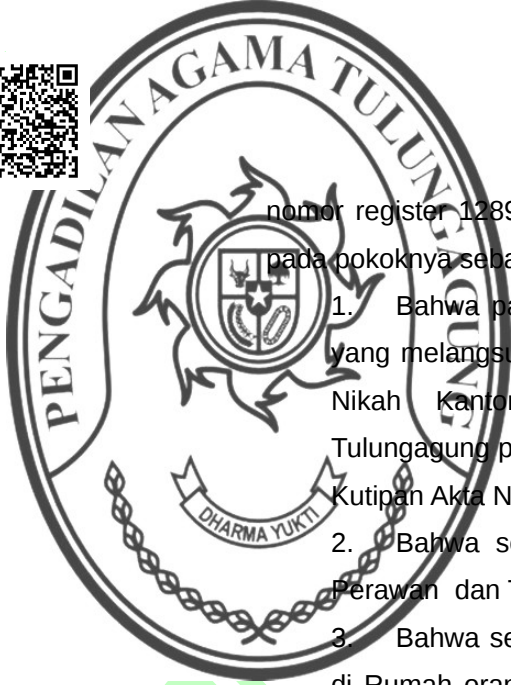 PENGADILAN AGAMA TULUNGAGUNG
DHARMA YUKTI
nomor register 1289
pada pokoknya seba
1. Bahwa pa
yang melangsu
Nikah Kantor
Tulungagung p
Kutipan Akta N
2. Bahwa se
Perawan dan T
3. Bahwa se
di Rumah oran